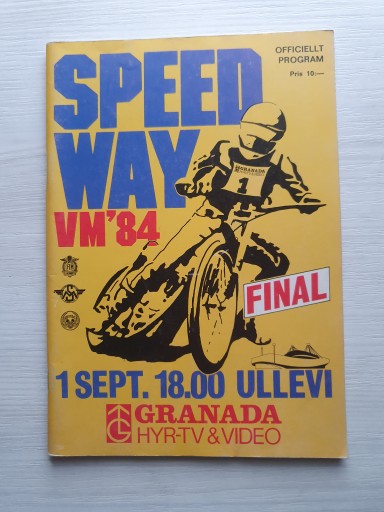 OFFICIELLT
PROGRAM
Pris 10:—
SPEED
WAY
VM'84
GRANADA
1
FINAL
1 SEPT. 18.00 ULLEVI
GRANADA
HYR-TV & VIDEO